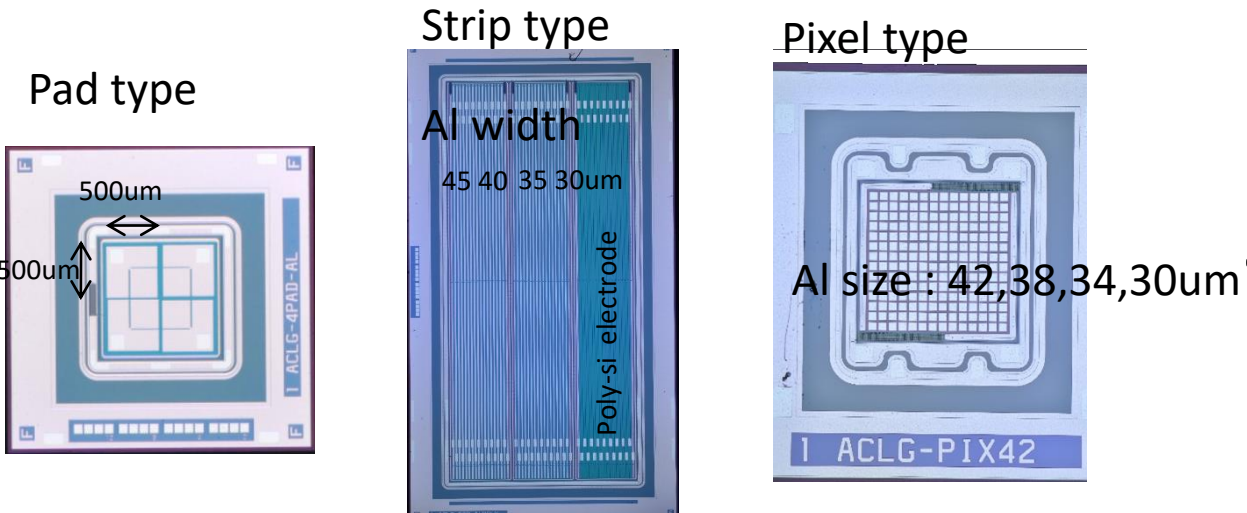 Strip type
Pixel type
Pad type
Al width
45 40 35 30um
500um
500um
Poly-si electrode
Al size : 42,38,34,30um
F
F
F
F
1 ACLG-4PAD-AL
1 ACLG-PIX42